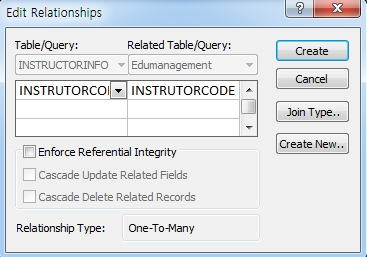 Edit Relationships
Table/Query: Related Table/Query:
INSTRUCTORINFO Edumanagement
INSTRUTORCO INSTRUTORCODE
Enforce Referential Integrity
Cascade Update Related Fields
Cascade Delete Related Records
Relationship Type: One-To-Many
Create
Cancel
Join Type..
Create New..